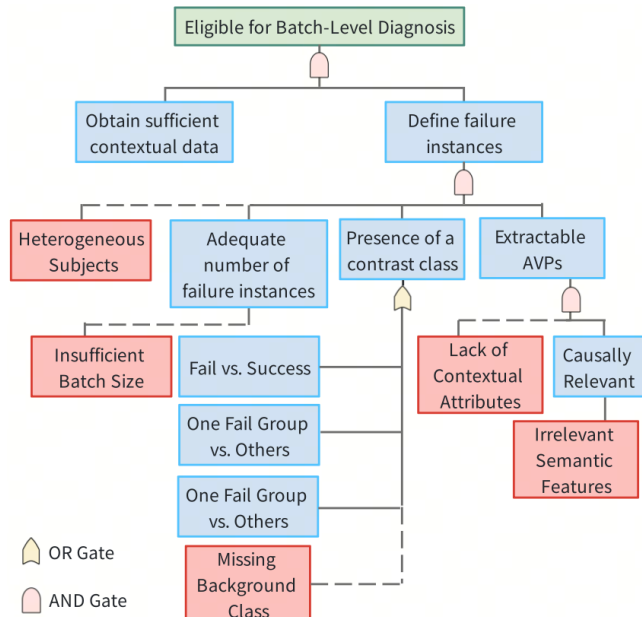 Eligible for Batch-Level Diagnosis
Obtain sufficient
contextual data
Define failure
instances
Heterogeneous
Subjects
Adequate
number of
failure instances
Presence of a
contrast class
Extractable
AVPs
Insufficient
Batch Size
Fail vs. Success
Lack of
Contextual
Attributes
Causally
Relevant
One Fail Group
vs. Others
Irrelevant
Semantic
Features
One Fail Group
vs. Others
Missing
Background
Class
OR Gate
AND Gate